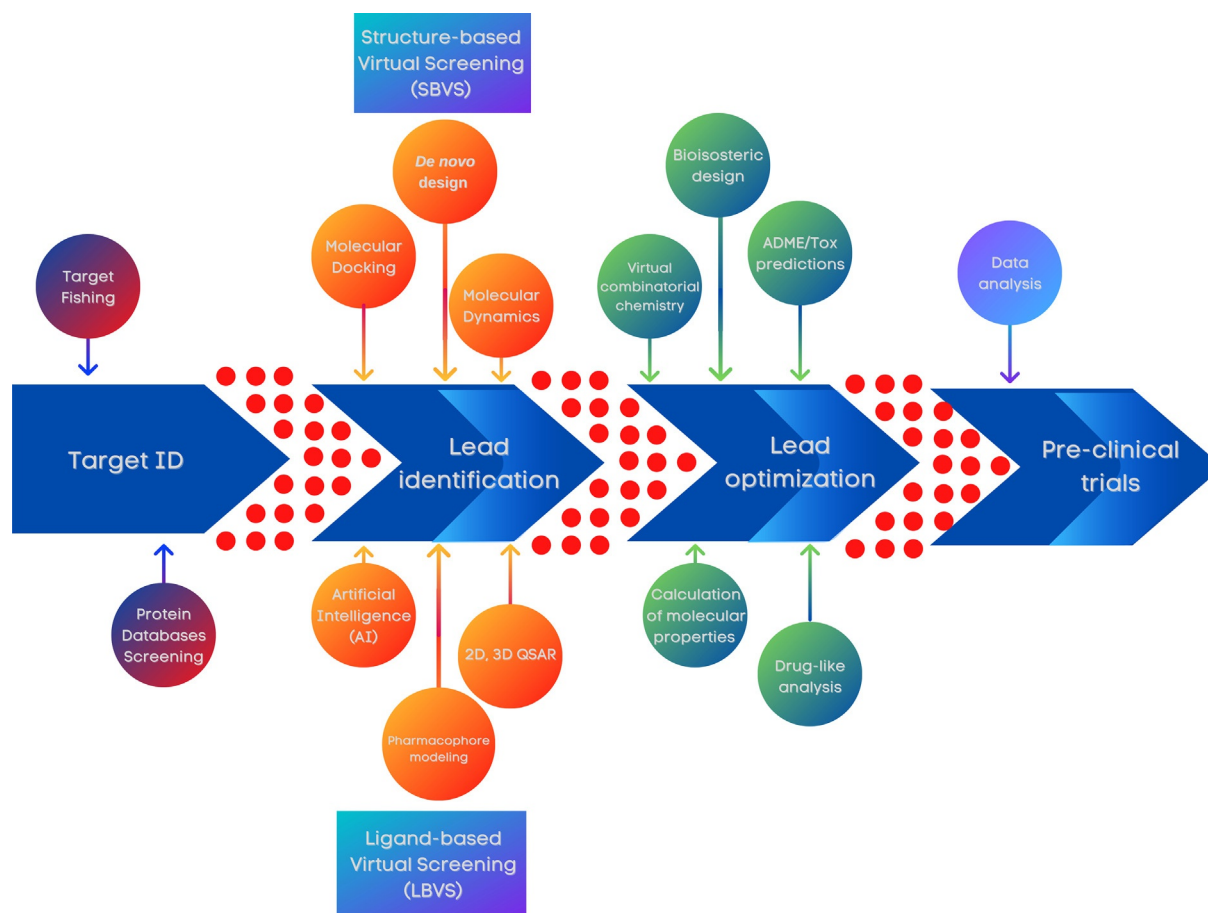 Structure-based
Virtual Screening
(SBVS)
De novo
design
Molecular
Docking
Molecular
Dynamics
Target
Fishing
Bioisosteric
design
Virtual
combinatorial
chemistry
ADME/Tox
predictions
Data
analysis
Target ID
Lead
identification
Lead
optimization
Pre-clinical
trials
Protein
Databases
Screening
Artificial
Intelligence
(AI)
2D, 3D QSAR
Pharmacophore
modeling
Calculation
of molecular
properties
Drug-like
analysis
Ligand-based
Virtual Screening
(LBVS)